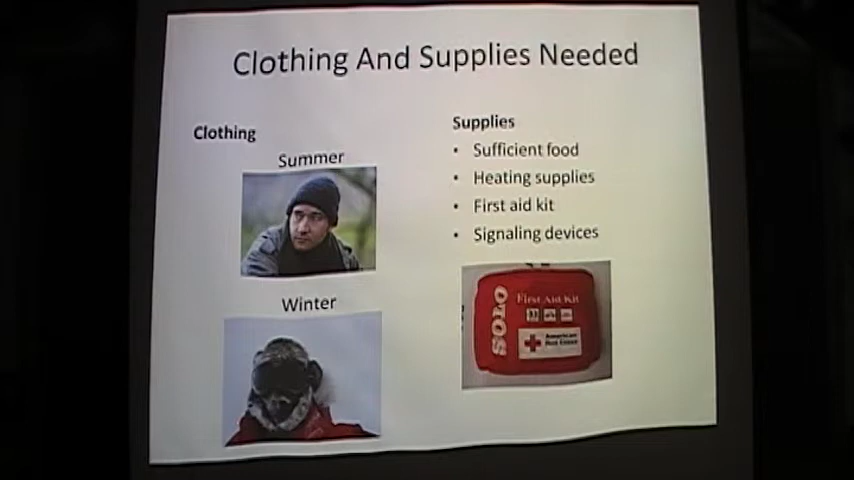 Clothing And Supplies Needed
Clothing
Summer
Winter
Supplies
• Sufficient food
• Heating supplies
• First aid kit
• Signaling devices
SOLO
First Aid Kit
American
Red Cross